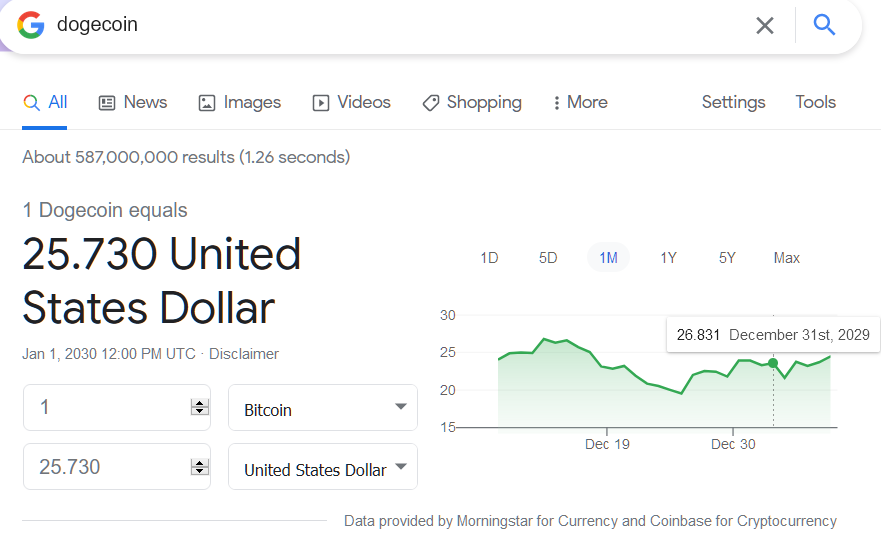 dogecoin
All News Images Videos Shopping More Settings Tools
About 587,000,000 results (1.26 seconds)
1 Dogecoin equals
25.730 United
States Dollar
Jan 1, 2030 12:00 PM UTC · Disclaimer
1 Bitcoin
25.730 United States Dollar
1D 5D 1M 1Y 5Y Max
30
26.831 December 31st, 2029
25
20
15
Dec 19 Dec 30
Data provided by Morningstar for Currency and Coinbase for Cryptocurrency